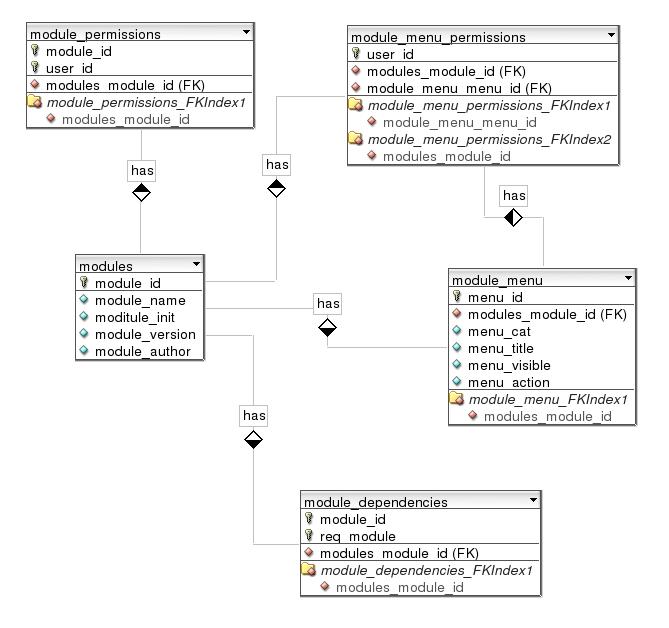 module_permissions
module_id
user_id
modules_module_id (FK)
module_permissions_FKIndex1
modules_module_id
module_menu_permissions
user_id
modules_module_id (FK)
module_menu_menu_id (FK)
module_menu_permissions_FKIndex1
module_menu_menu_id
module_menu_permissions_FKIndex2
modules_module_id
has
has
has
modules
module_id
module_name
moditule_init
module_version
module_author
has
module_menu
menu_id
modules_module_id (FK)
menu_cat
menu_title
menu_visible
menu_action
module_menu_FKIndex1
modules_module_id
has
module_dependencies
module_id
req_module
modules_module_id (FK)
module_dependencies_FKIndex1
modules_module_id